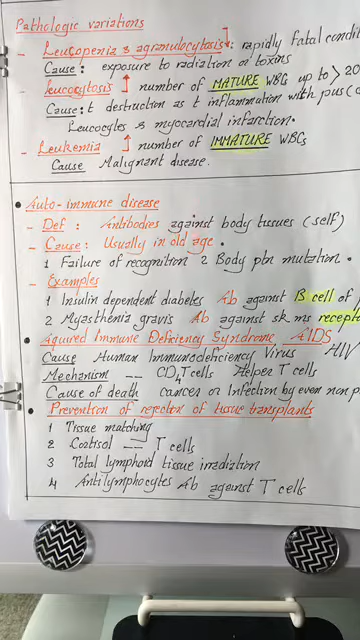 Pathologic variations
- Leucopenia & agranulocytosis ↓: rapidly fatal condi
Cause: exposure to radiation or toxins
- Leucocytosis ↑ number of MATURE WBCs up to > 20
Cause: t destruction as t inflammation with pus (
Leucocytes & myocardial infarction.
- Leukemia ↑ number of IMMATURE WBCs
Cause Malignant disease.
• Auto-immune disease
- Def: Antibodies against body tissues (self)
- Cause: Usually in old age.
1 Failure of recognition 2 Body ptn mutation.
- Examples
1 Insulin dependent diabetes Ab against B cell of
2 Myasthenia gravis Ab against sk ms recept
• Aquired Immune Deficiency Syndrome AIDS
Cause Human Immunodeficiency Virus HIV
Mechanism -- CD4 T cells Helper T cells
Cause of death cancer or Infection by even non p
• Prevention of rejection of tissue transplants
1 Tissue matching
2 Cortisol -- T cells
3 Total lymphoid tissue irradiation
4 Antilymphocytes Ab against T cells